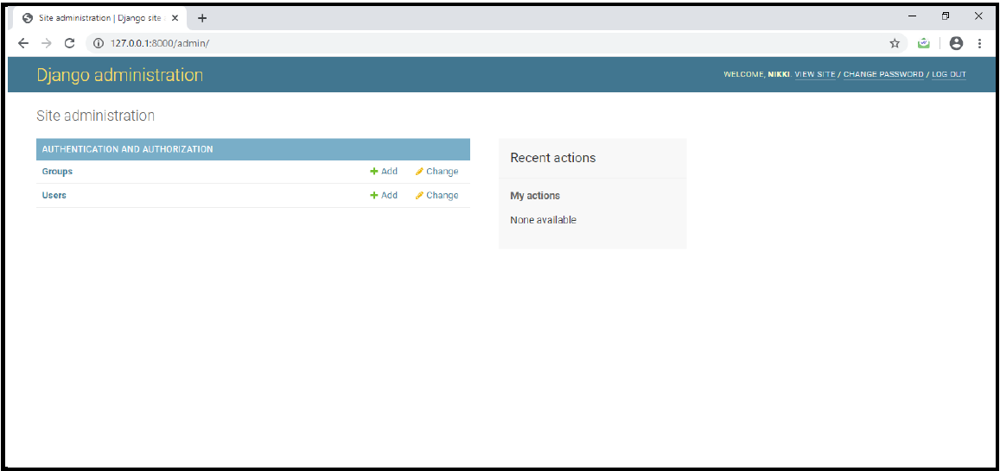 Site administration | Django site
127.0.0.1:8000/admin/
Django administration
WELCOME, NIKKI. VIEW SITE / CHANGE PASSWORD / LOG OUT
Site administration
AUTHENTICATION AND AUTHORIZATION
Groups Add Change
Users Add Change
Recent actions
My actions
None available